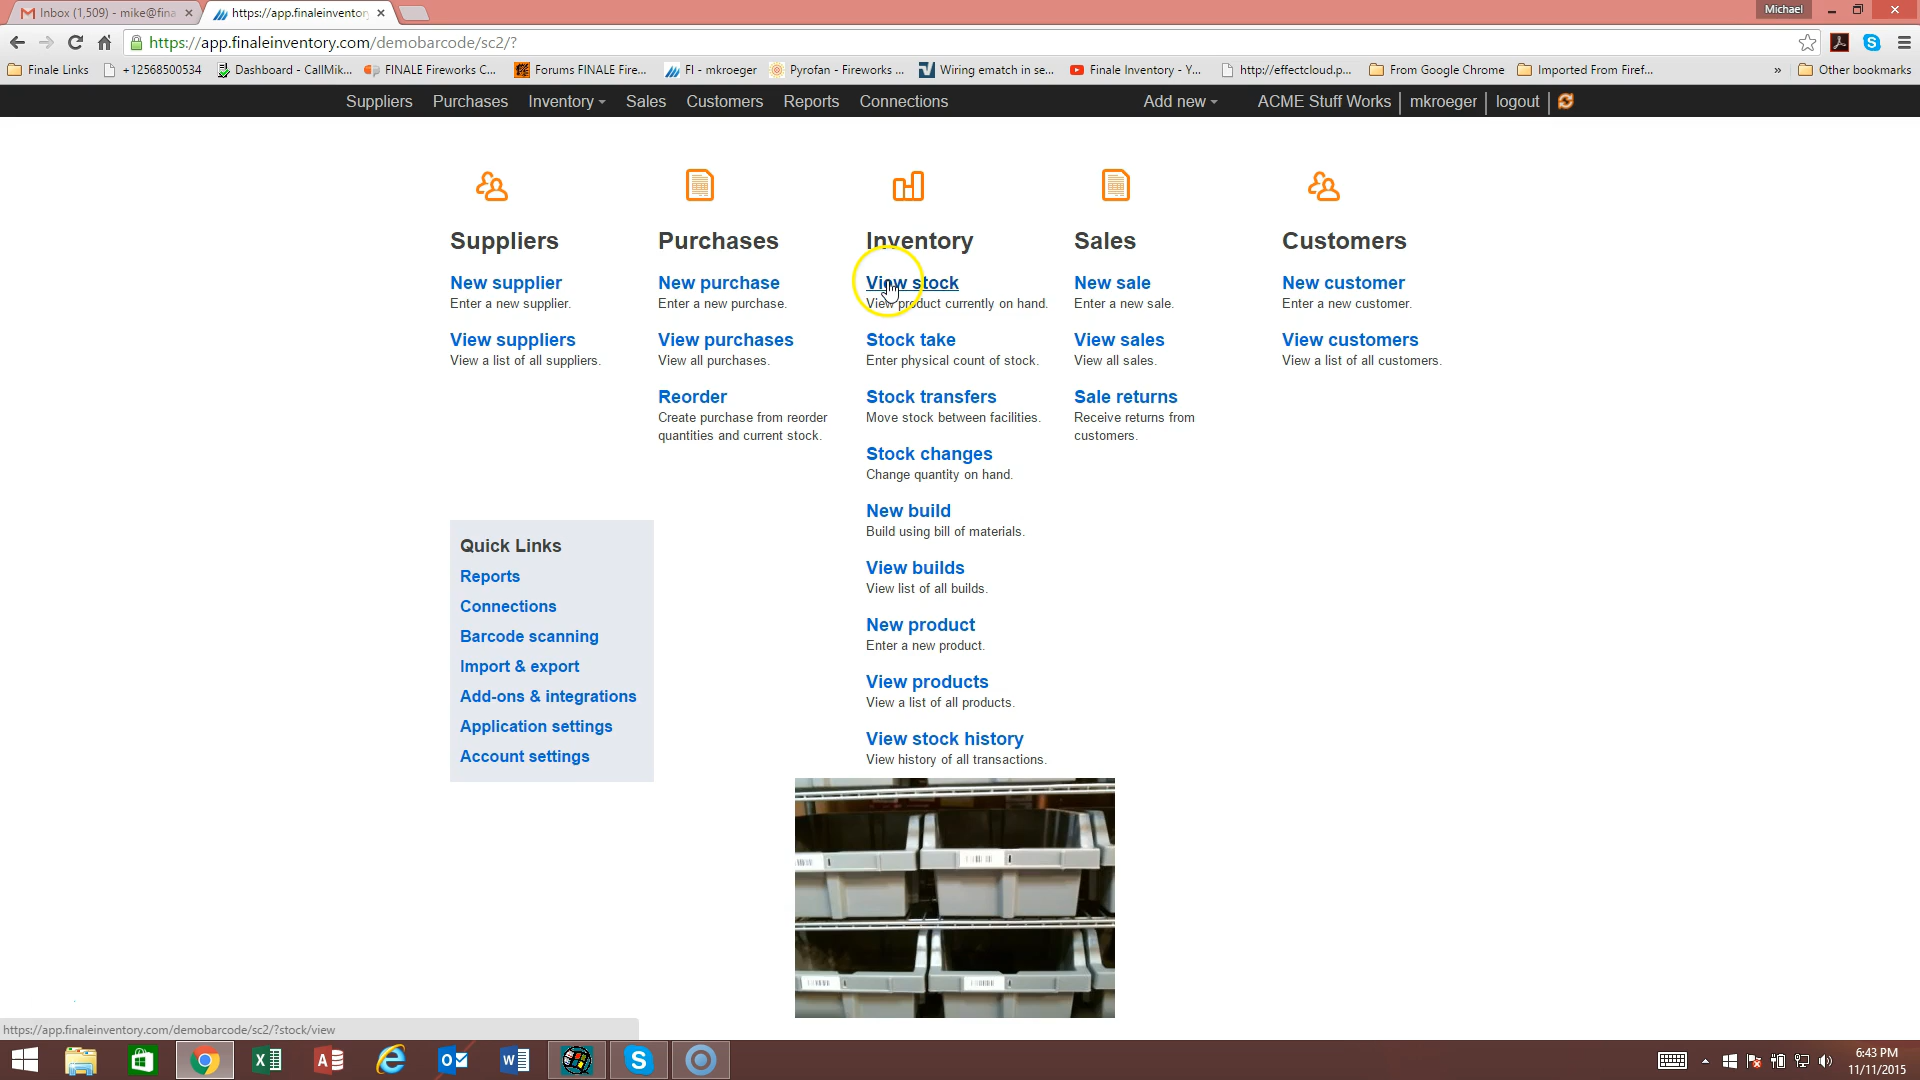 Inbox (1,509) - mike@fina
https://app.finaleinventory
Michael
https://app.finaleinventory.com/demobarcode/sc2/?
Finale Links
+12568500534
Dashboard - CallMik...
FINALE Fireworks C...
Forums FINALE Fire...
FI - mkroeger
Pyrofan - Fireworks ...
Wiring ematch in se...
Finale Inventory - Y...
http://effectcloud.p...
From Google Chrome
Imported From Firef...
»
Other bookmarks
Suppliers
Purchases
Inventory
Sales
Customers
Reports
Connections
Add new
ACME Stuff Works
mkroeger
logout
Suppliers
New supplier
Enter a new supplier.
View suppliers
View a list of all suppliers.
Purchases
New purchase
Enter a new purchase.
View purchases
View all purchases.
Reorder
Create purchase from reorder
quantities and current stock.
Inventory
View stock
View product currently on hand.
Stock take
Enter physical count of stock.
Stock transfers
Move stock between facilities.
Stock changes
Change quantity on hand.
New build
Build using bill of materials.
View builds
View list of all builds.
New product
Enter a new product.
View products
View a list of all products.
View stock history
View history of all transactions.
Sales
New sale
Enter a new sale.
View sales
View all sales.
Sale returns
Receive returns from
customers.
Customers
New customer
Enter a new customer.
View customers
View a list of all customers.
Quick Links
Reports
Connections
Barcode scanning
Import & export
Add-ons & integrations
Application settings
Account settings
https://app.finaleinventory.com/demobarcode/sc2/?stock/view
6:43 PM
11/11/2015